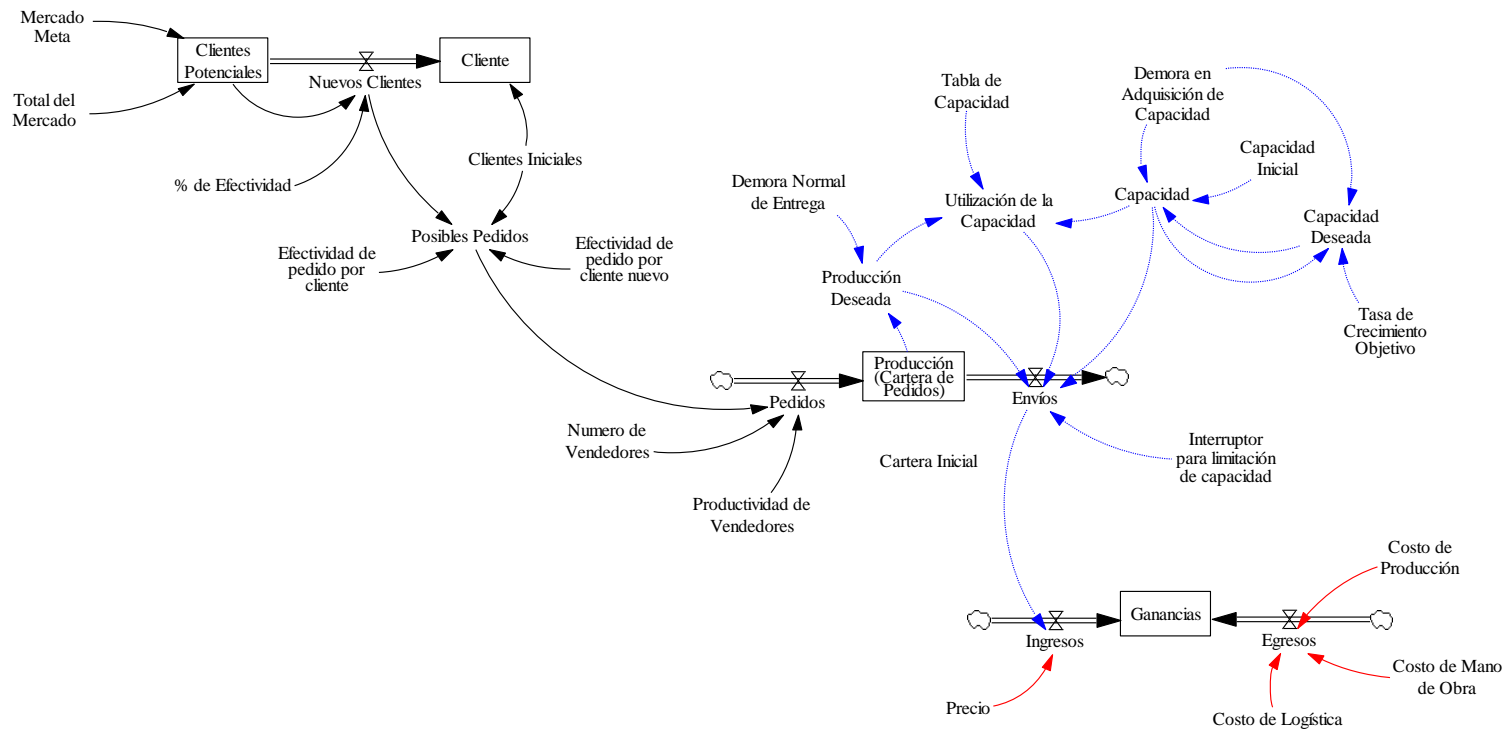 Mercado
Meta
Clientes
Potenciales
Nuevos Clientes
Cliente
Total del
Mercado
% de Efectividad
Clientes Iniciales
Posibles Pedidos
Efectividad de
pedido por
cliente
Efectividad de
pedido por
cliente nuevo
Tabla de
Capacidad
Demora en
Adquisición de
Capacidad
Capacidad
Inicial
Demora Normal
de Entrega
Utilización de la
Capacidad
Capacidad
Capacidad
Deseada
Producción
Deseada
Tasa de
Crecimiento
Objetivo
Producción
(Cartera de
Pedidos)
Pedidos
Envíos
Numero de
Vendedores
Cartera Inicial
Interruptor
para limitación
de capacidad
Productividad de
Vendedores
Costo de
Producción
Ganancias
Ingresos
Egresos
Precio
Costo de Mano
de Obra
Costo de Logística